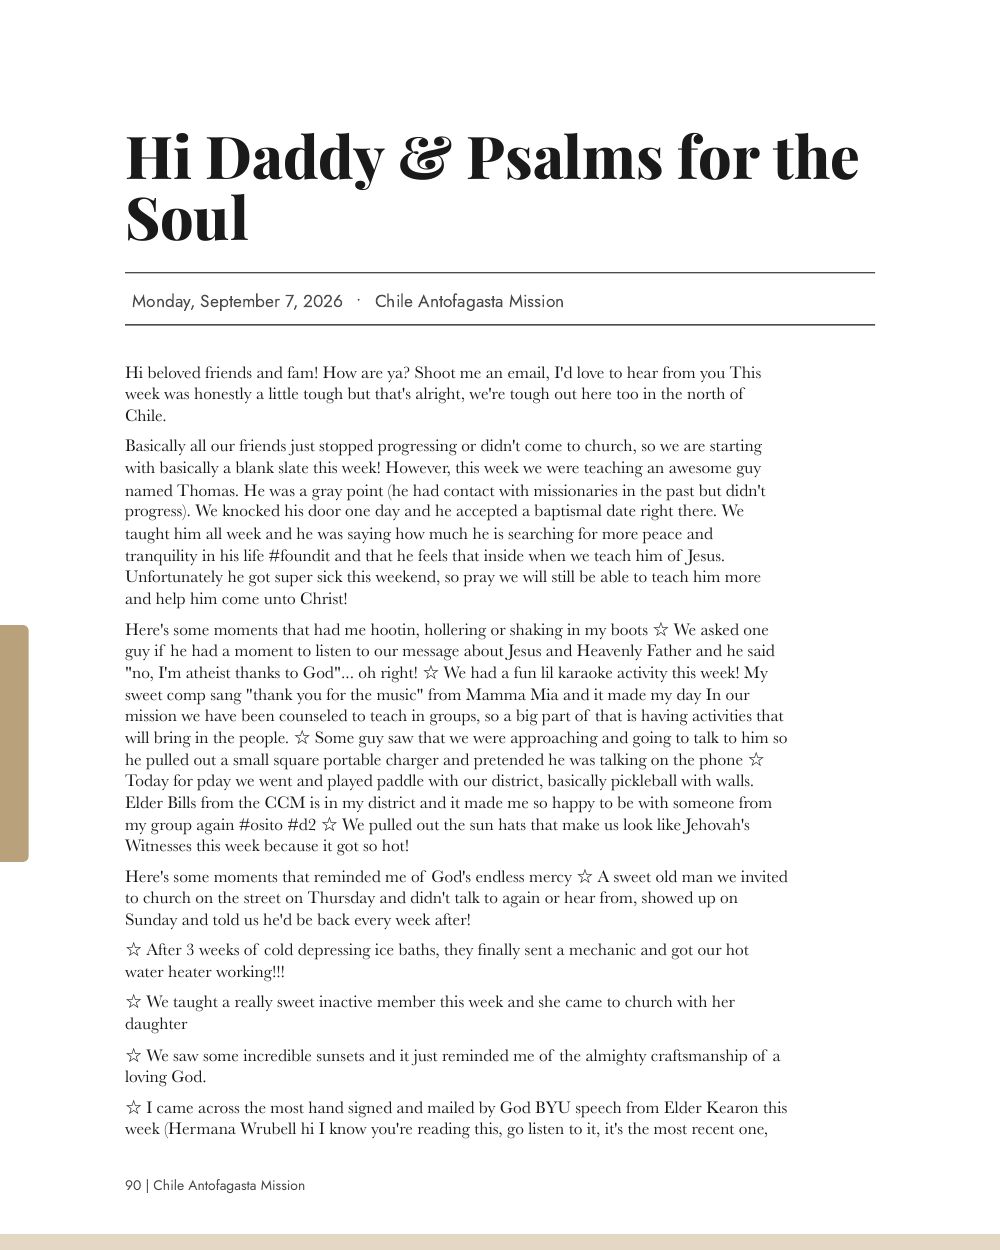 Hi Daddy & Psalms for the
Soul
Monday, September 7, 2026 · Chile Antofagasta Mission
Hi beloved friends and fam! How are ya? Shoot me an email, I'd love to hear from you This
week was honestly a little tough but that's alright, we're tough out here too in the north of
Chile.
Basically all our friends just stopped progressing or didn't come to church, so we are starting
with basically a blank slate this week! However, this week we were teaching an awesome guy
named Thomas. He was a gray point (he had contact with missionaries in the past but didn't
progress). We knocked his door one day and he accepted a baptismal date right there. We
taught him all week and he was saying how much he is searching for more peace and
tranquility in his life #foundit and that he feels that inside when we teach him of Jesus.
Unfortunately he got super sick this weekend, so pray we will still be able to teach him more
and help him come unto Christ!
Here's some moments that had me hootin, hollering or shaking in my boots ☆ We asked one
guy if he had a moment to listen to our message about Jesus and Heavenly Father and he said
"no, I'm atheist thanks to God"... oh right! ☆ We had a fun lil karaoke activity this week! My
sweet comp sang "thank you for the music" from Mamma Mia and it made my day In our
mission we have been counseled to teach in groups, so a big part of that is having activities that
will bring in the people. ☆ Some guy saw that we were approaching and going to talk to him so
he pulled out a small square portable charger and pretended he was talking on the phone ☆
Today for pday we went and played paddle with our district, basically pickleball with walls.
Elder Bills from the CCM is in my district and it made me so happy to be with someone from
my group again #osito #d2 ☆ We pulled out the sun hats that make us look like Jehovah's
Witnesses this week because it got so hot!
Here's some moments that reminded me of God's endless mercy ☆ A sweet old man we invited
to church on the street on Thursday and didn't talk to again or hear from, showed up on
Sunday and told us he'd be back every week after!
☆ After 3 weeks of cold depressing ice baths, they finally sent a mechanic and got our hot
water heater working!!!
☆ We taught a really sweet inactive member this week and she came to church with her
daughter
☆ We saw some incredible sunsets and it just reminded me of the almighty craftsmanship of a
loving God.
☆ I came across the most hand signed and mailed by God BYU speech from Elder Kearon this
week (Hermana Wrubell hi I know you're reading this, go listen to it, it's the most recent one,
90 | Chile Antofagasta Mission